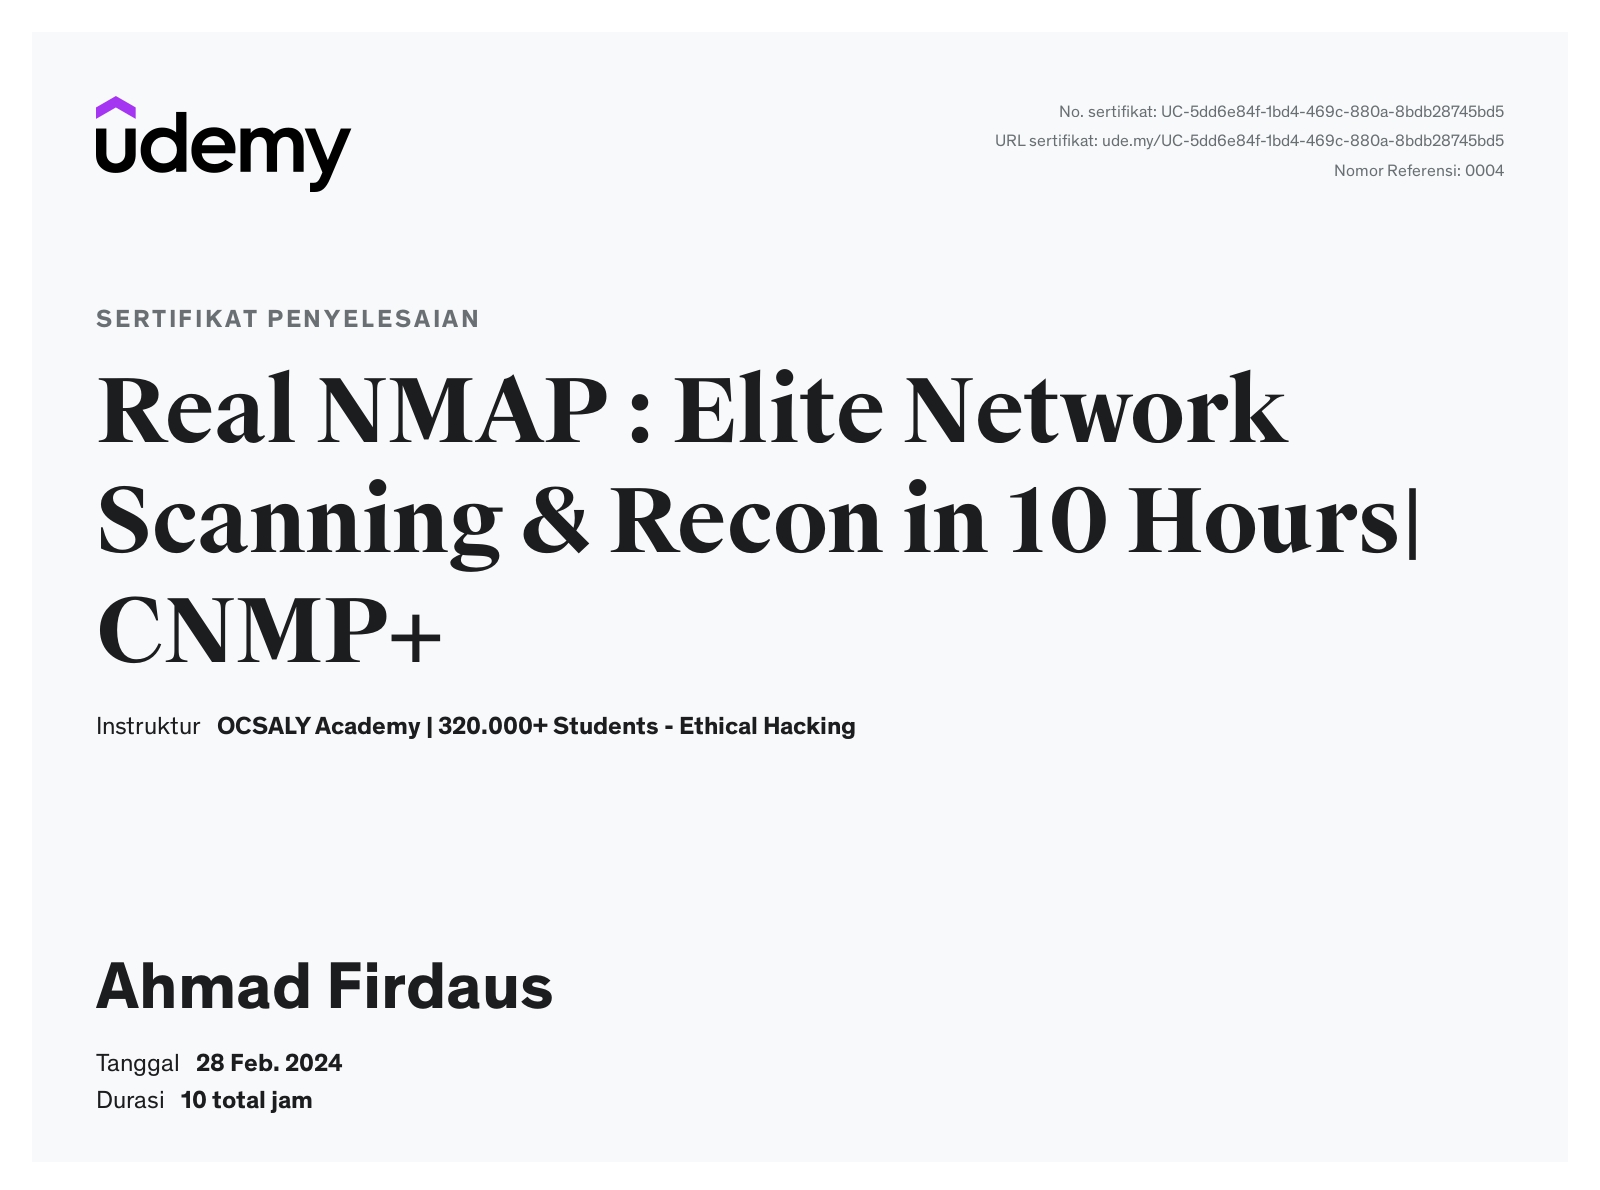 udemy
No. sertifikat: UC-5dd6e84f-1bd4-469c-880a-8bdb28745bd5
URL sertifikat: ude.my/UC-5dd6e84f-1bd4-469c-880a-8bdb28745bd5
Nomor Referensi: 0004
SERTIFIKAT PENYELESAIAN
Real NMAP : Elite Network
Scanning & Recon in 10 Hours|
CNMP+
Instruktur OCSALY Academy | 320.000+ Students - Ethical Hacking
Ahmad Firdaus
Tanggal 28 Feb. 2024
Durasi 10 total jam